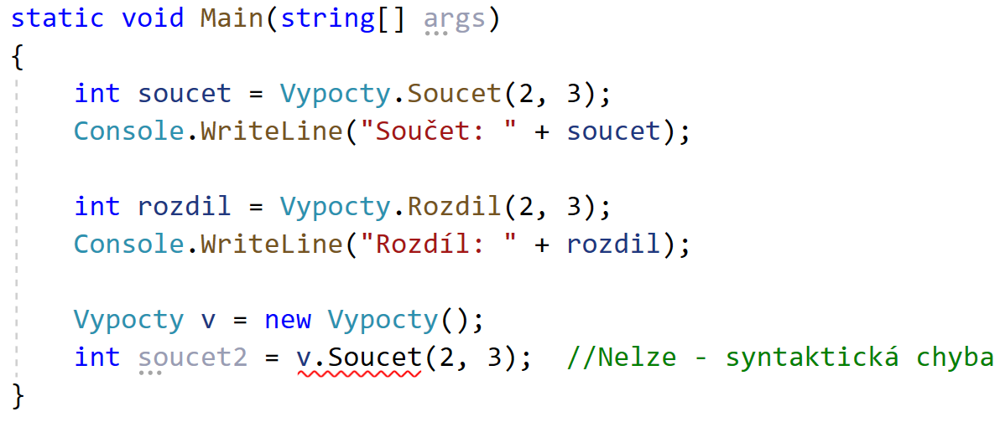 static void Main(string[] args)
{
    int soucet = Vypocty.Soucet(2, 3);
    Console.WriteLine("Součet: " + soucet);

    int rozdil = Vypocty.Rozdil(2, 3);
    Console.WriteLine("Rozdíl: " + rozdil);

    Vypocty v = new Vypocty();
    int soucet2 = v.Soucet(2, 3);  //Nelze - syntaktická chyba
}